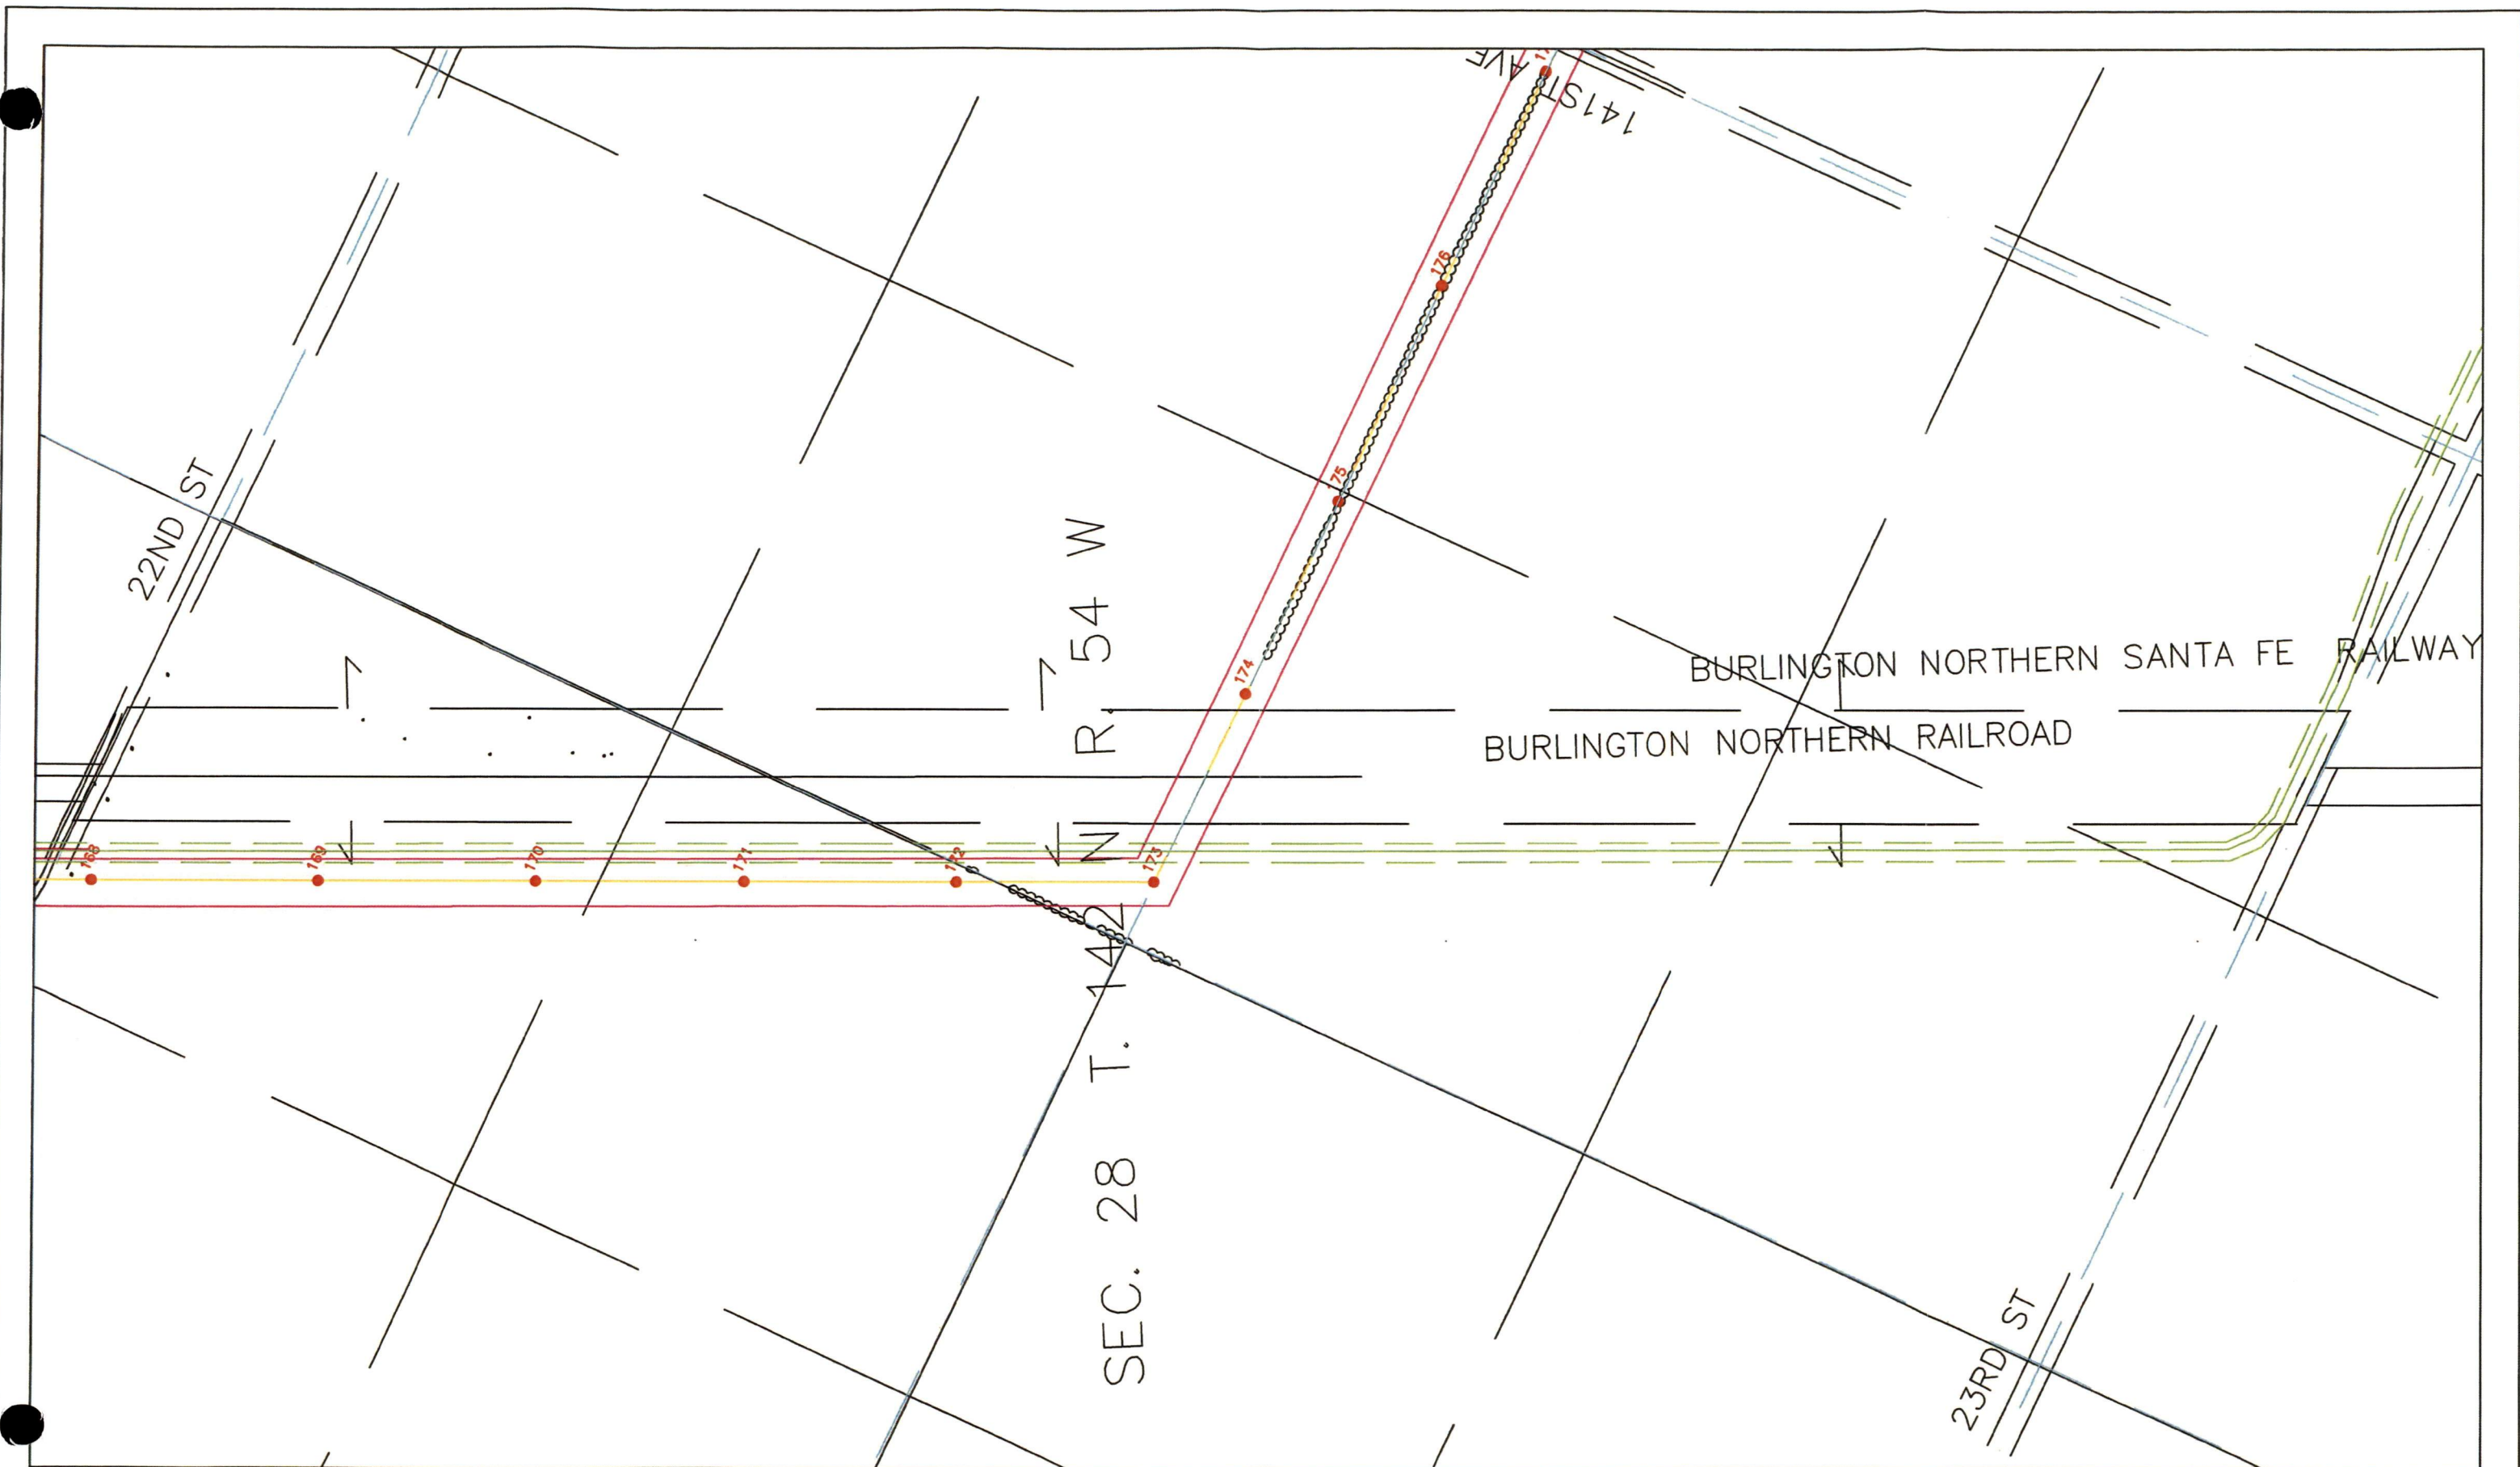 141ST AVE
176
175
22ND ST
174
BURLINGTON NORTHERN SANTA FE RAILWAY
BURLINGTON NORTHERN RAILROAD
168
169
170
171
172
173
SEC. 28 T. 142 N R. 54 W
23RD ST